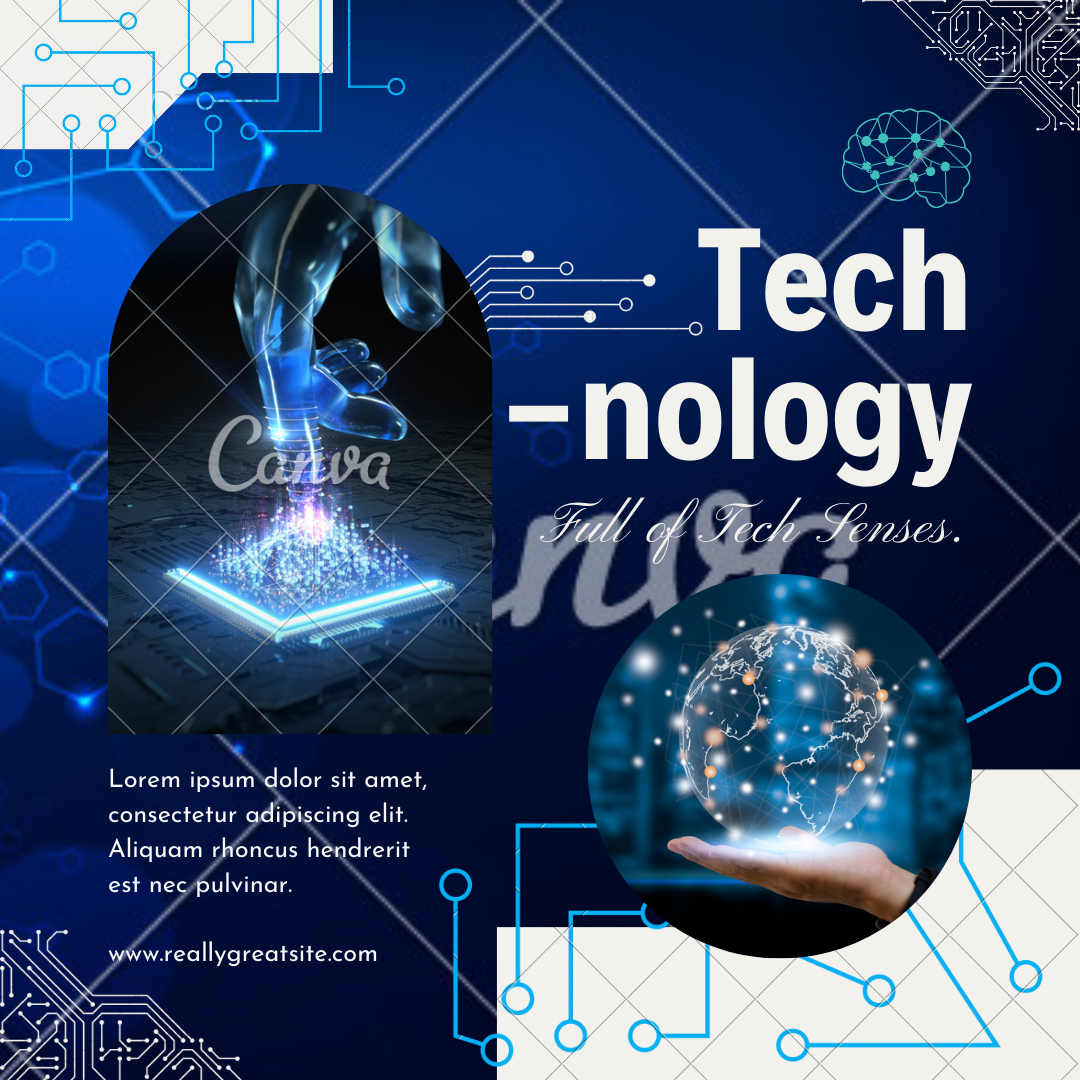 Tech
-nology
Full of Tech Senses.
Canva
Canva
Lorem ipsum dolor sit amet,
consectetur adipiscing elit.
Aliquam rhoncus hendrerit
est nec pulvinar.
www.reallygreatsite.com